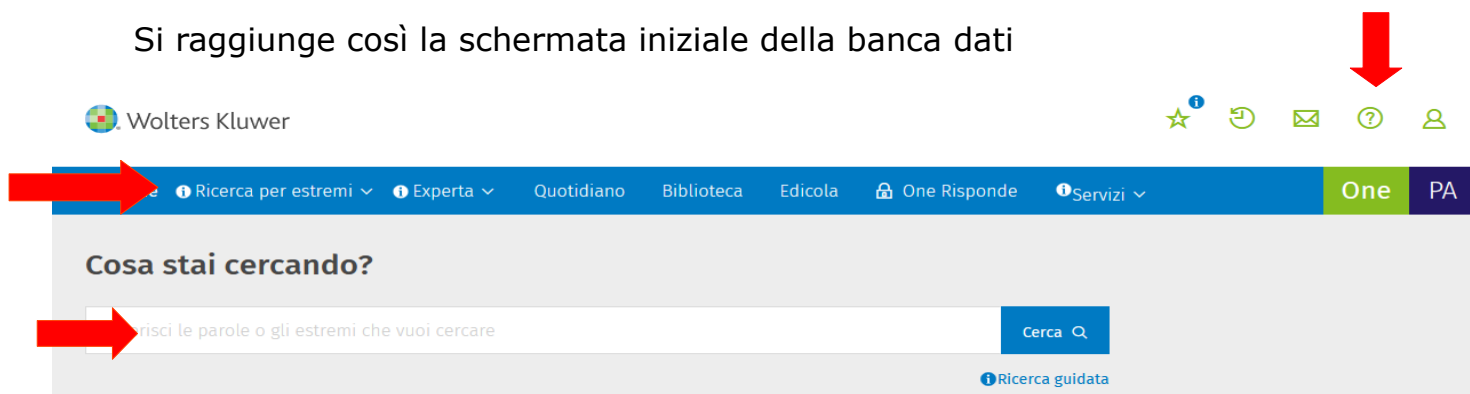 Si raggiunge così la schermata iniziale della banca dati
Wolters Kluwer
e Ricerca per estremi Experta Quotidiano Biblioteca Edicola One Risponde Servizi One PA
Cosa stai cercando?
risci le parole o gli estremi che vuoi cercare Cerca
Ricerca guidata